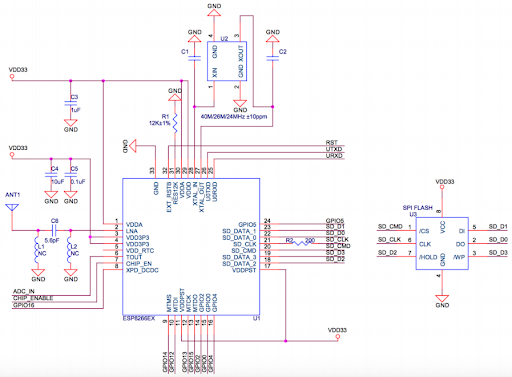 GND
U2
GND
C1
GND
XOUT
C2
XIN
GND
4
3
1
2
GND
40M/26M/24MHz ±10ppm
VDD33
C3
1uF
GND
GND
R1
12K±1%
RST
UTXD
URXD
VDD33
C4
10uF
C5
0.1uF
GND
GND
GND
33
32
31
30
29
28
27
26
25
GND
EXT_RSTB
RES12K
VDDA
VDDA
XTAL_IN
XTAL_OUT
U0TXD
U0RXD
ANT1
C6
5.6pF
L1
NC
L2
NC
GND
GND
1 VDDA
2 LNA
3 VDD3P3
4 VDD3P3
5 VDD_RTC
6 TOUT
7 CHIP_EN
8 XPD_DCDC
ADC_IN
CHIP_ENABLE
GPIO16
GPIO5 24 GPIO5
SD_DATA_1 23 SD_D1
SD_DATA_0 22 SD_D0
SD_CLK 21 R2 200 SD_CLK
SD_CMD 20 SD_CMD
SD_DATA_3 19 SD_D3
SD_DATA_2 18 SD_D2
VDDPST 17
MTMS
MTDI
VDDPST
MTCK
MTDO
GPIO2
GPIO0
GPIO4
ESP8266EX
U1
9
10
11
12
13
14
15
16
GPIO14
GPIO12
GPIO13
GPIO15
GPIO2
GPIO0
GPIO4
VDD33
VDD33
SPI FLASH
U3
8
VCC
SD_CMD 1 /CS DI 5 SD_D1
SD_CLK 6 CLK DO 2 SD_D0
SD_D2 7 /HOLD /WP 3 SD_D3
GND
4
GND